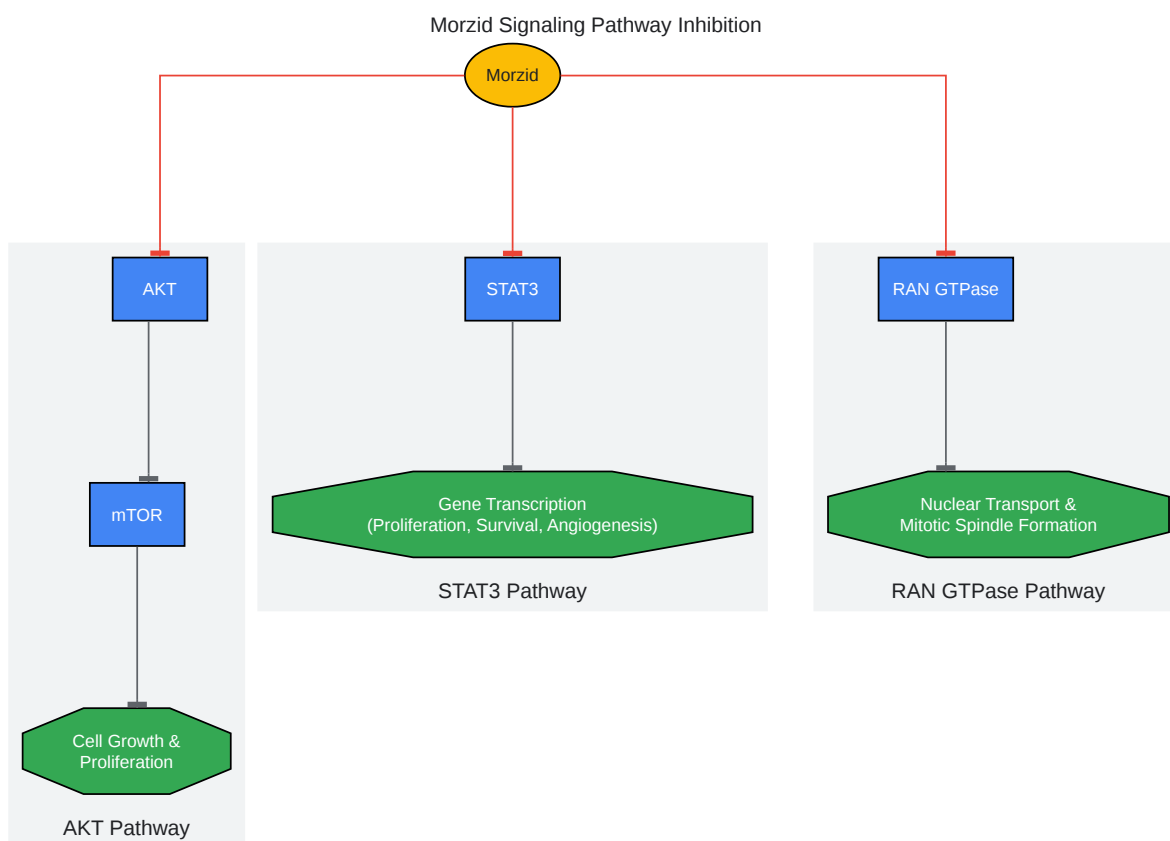 Morzid Signaling Pathway Inhibition
Morzid
AKT
STAT3
RAN GTPase
mTOR
Gene Transcription
(Proliferation, Survival, Angiogenesis)
Nuclear Transport &
Mitotic Spindle Formation
STAT3 Pathway
RAN GTPase Pathway
Cell Growth &
Proliferation
AKT Pathway